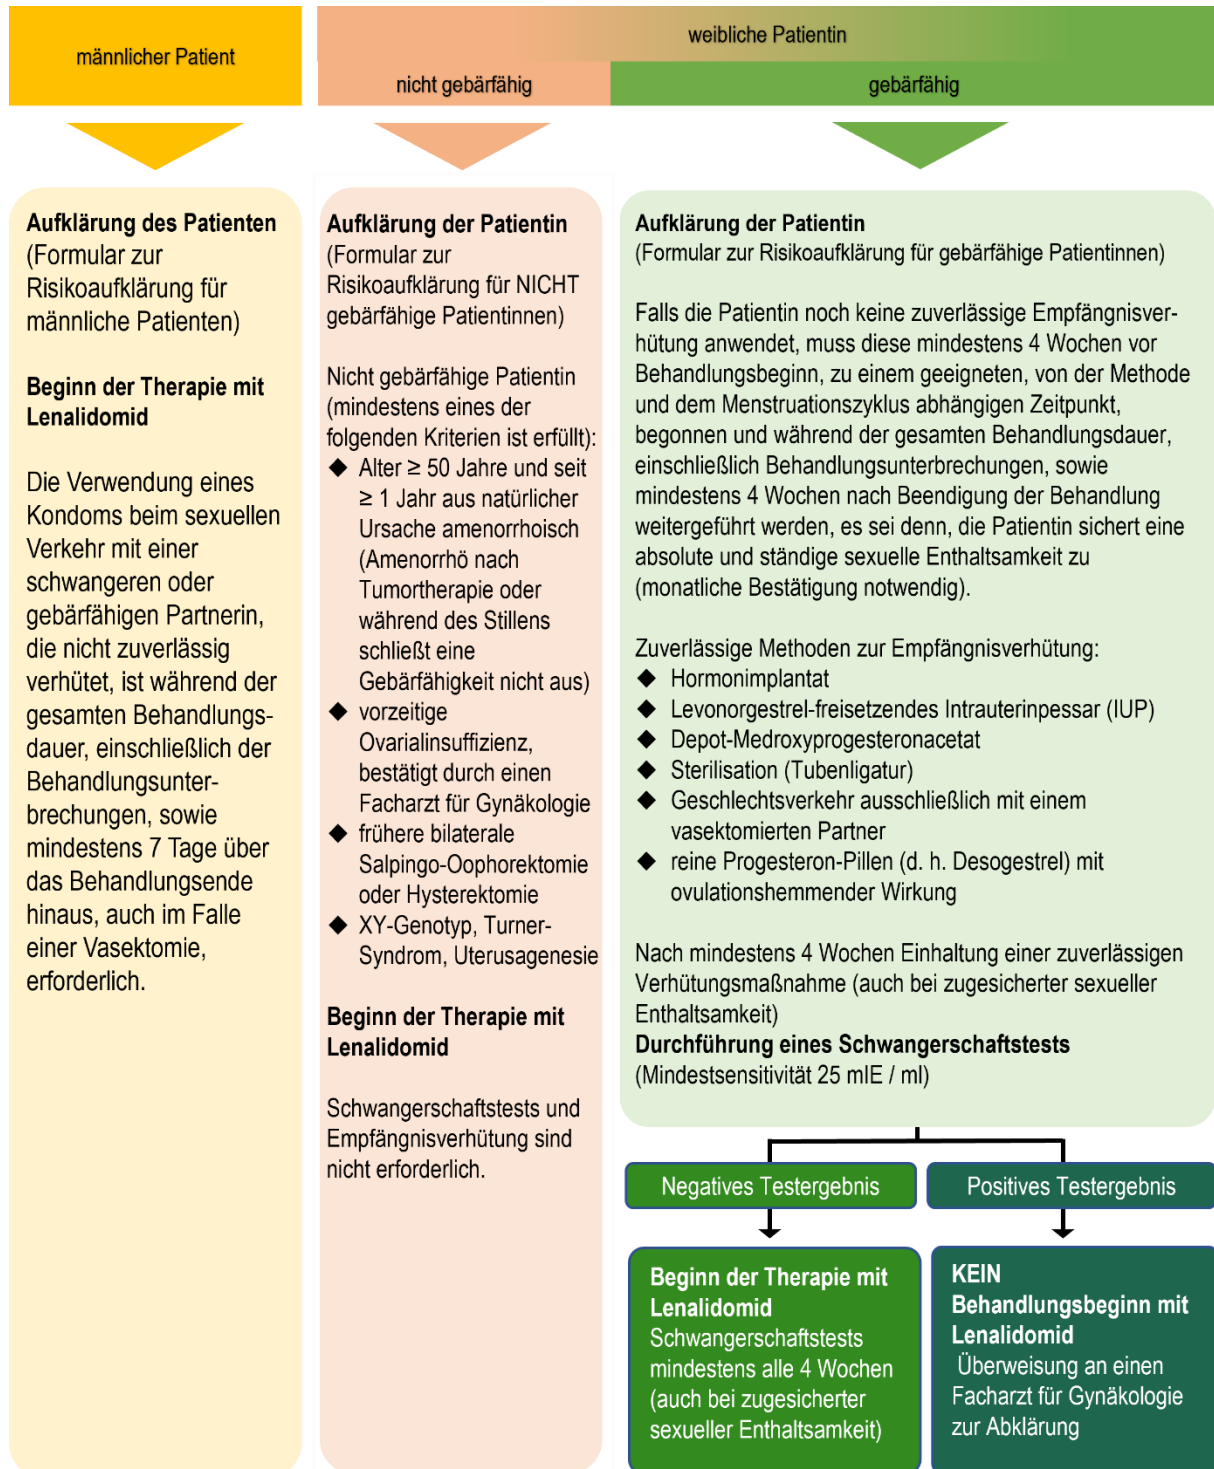 männlicher Patient
weibliche Patientin
nicht gebärfähig
gebärfähig
Aufklärung des Patienten
(Formular zur
Risikoaufklärung für
männliche Patienten)
Beginn der Therapie mit
Lenalidomid
Die Verwendung eines
Kondoms beim sexuellen
Verkehr mit einer
schwangeren oder
gebärfähigen Partnerin,
die nicht zuverlässig
verhütet, ist während der
gesamten Behandlungs-
dauer, einschließlich der
Behandlungsunter-
brechungen, sowie
mindestens 7 Tage über
das Behandlungsende
hinaus, auch im Falle
einer Vasektomie,
erforderlich.
Aufklärung der Patientin
(Formular zur
Risikoaufklärung für NICHT
gebärfähige Patientinnen)
Nicht gebärfähige Patientin
(mindestens eines der
folgenden Kriterien ist erfüllt):
◆ Alter ≥ 50 Jahre und seit
≥ 1 Jahr aus natürlicher
Ursache amenorrhoisch
(Amenorrhö nach
Tumortherapie oder
während des Stillens
schließt eine
Gebärfähigkeit nicht aus)
◆ vorzeitige
Ovarialinsuffizienz,
bestätigt durch einen
Facharzt für Gynäkologie
◆ frühere bilaterale
Salpingo-Oophorektomie
oder Hysterektomie
◆ XY-Genotyp, Turner-
Syndrom, Uterusagenesie
Beginn der Therapie mit
Lenalidomid
Schwangerschaftstests und
Empfängnisverhütung sind
nicht erforderlich.
Aufklärung der Patientin
(Formular zur Risikoaufklärung für gebärfähige Patientinnen)
Falls die Patientin noch keine zuverlässige Empfängnisver-
hütung anwendet, muss diese mindestens 4 Wochen vor
Behandlungsbeginn, zu einem geeigneten, von der Methode
und dem Menstruationszyklus abhängigen Zeitpunkt,
begonnen und während der gesamten Behandlungsdauer,
einschließlich Behandlungsunterbrechungen, sowie
mindestens 4 Wochen nach Beendigung der Behandlung
weitergeführt werden, es sei denn, die Patientin sichert eine
absolute und ständige sexuelle Enthaltsamkeit zu
(monatliche Bestätigung notwendig).
Zuverlässige Methoden zur Empfängnisverhütung:
◆ Hormonimplantat
◆ Levonorgestrel-freisetzendes Intrauterinpessar (IUP)
◆ Depot-Medroxyprogesteronacetat
◆ Sterilisation (Tubenligatur)
◆ Geschlechtsverkehr ausschließlich mit einem
vasektomierten Partner
◆ reine Progesteron-Pillen (d. h. Desogestrel) mit
ovulationshemmender Wirkung
Nach mindestens 4 Wochen Einhaltung einer zuverlässigen
Verhütungsmaßnahme (auch bei zugesicherter sexueller
Enthaltsamkeit)
Durchführung eines Schwangerschaftstests
(Mindestsensitivität 25 mIE / ml)
Negatives Testergebnis
Positives Testergebnis
Beginn der Therapie mit
Lenalidomid
Schwangerschaftstests
mindestens alle 4 Wochen
(auch bei zugesicherter
sexueller Enthaltsamkeit)
KEIN
Behandlungsbeginn mit
Lenalidomid
Überweisung an einen
Facharzt für Gynäkologie
zur Abklärung